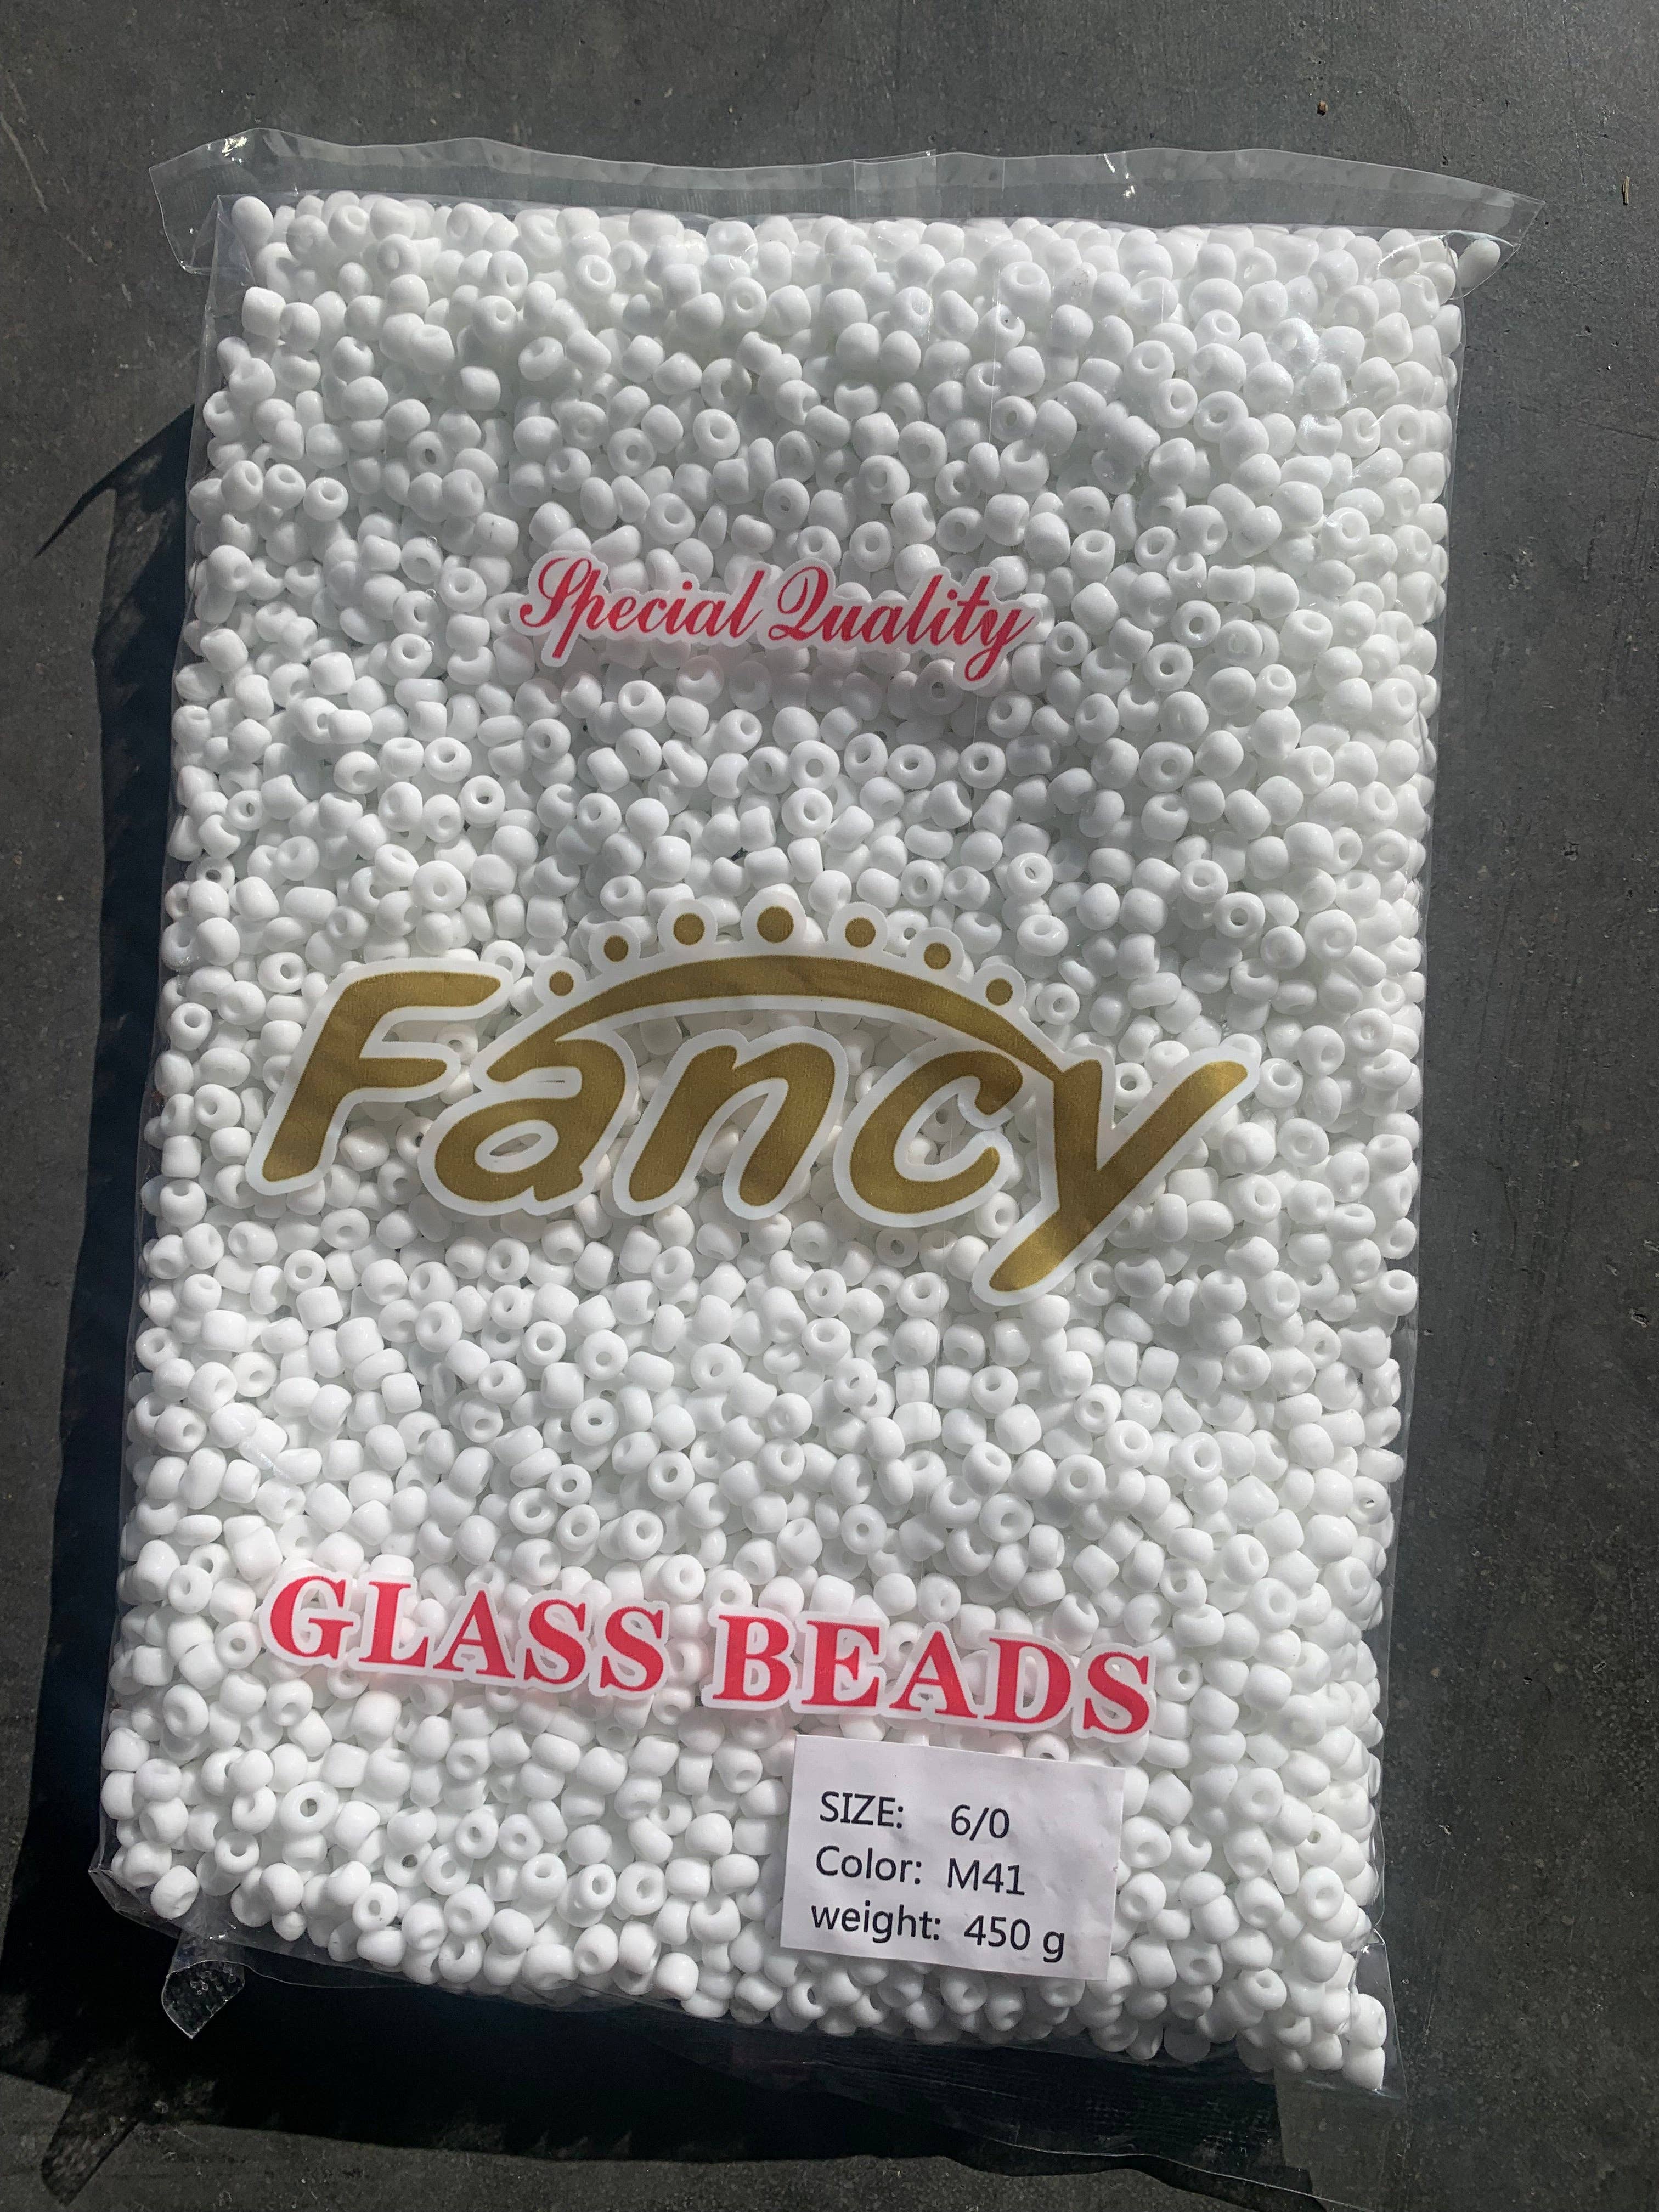 Special Quality
Fancy
GLASS BEADS
SIZE: 6/0
Color: M41
weight: 450 g